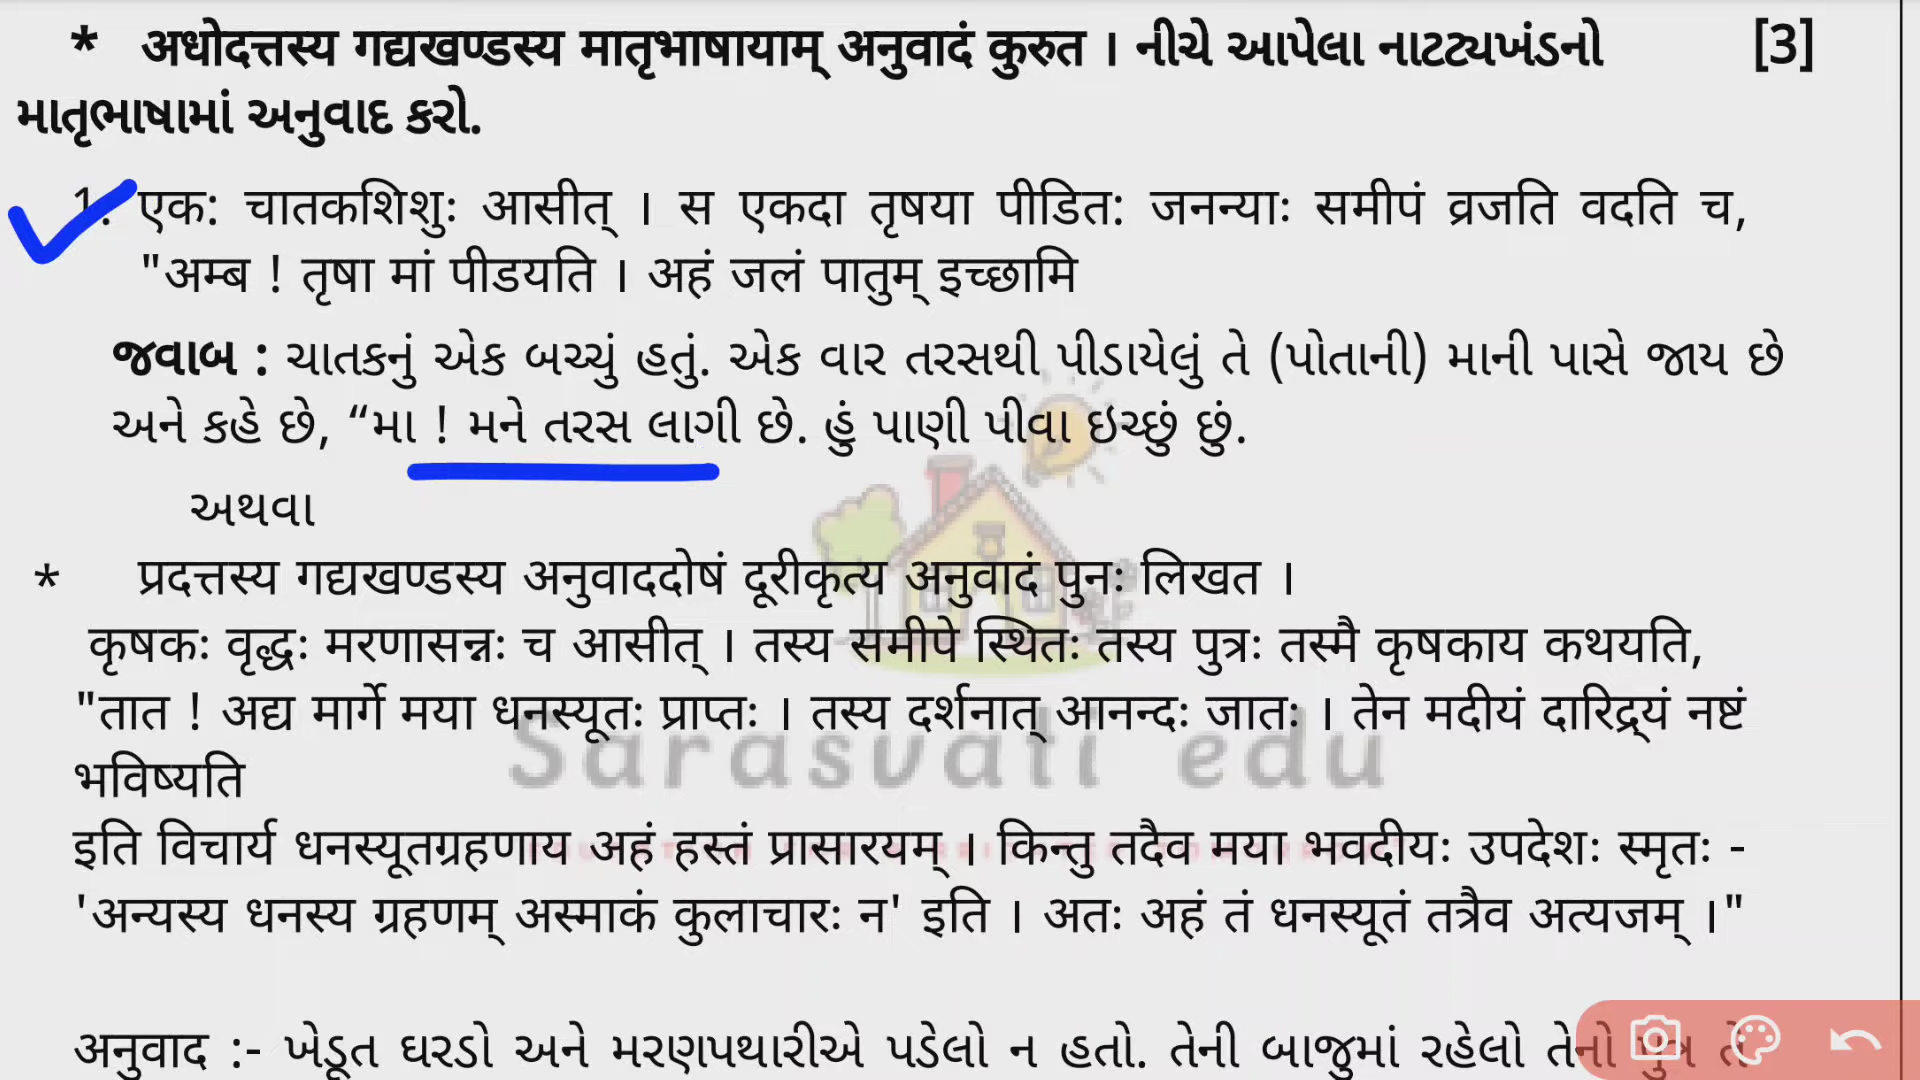 * अधोदत्तस्य गद्यखण्डस्य मातृभाषायाम् अनुवादं कुरुत । નીચે આપેલા નાટટ્યખંડનો [3]
માતૃભાષામાં અનુવાદ કરો.
1. एक: चातकशिशुः आसीत् । स एकदा तृषया पीडित: जनन्याः समीपं व्रजति वदति च,
"अम्ब ! तृषा मां पीडयति । अहं जलं पातुम् इच्छामि
જવાબ : ચાતકનું એક બચ્ચું હતું. એક વાર તરસથી પીડાયેલું તે (પોતાની) માની પાસે જાય છે
અને કહે છે, “મા ! મને તરસ લાગી છે. હું પાણી પીવા ઇચ્છું છું.
અથવા
* प्रदत्तस्य गद्यखण्डस्य अनुवाददोषं दूरीकृत्य अनुवादं पुनः लिखत ।
कृषकः वृद्धः मरणासन्नः च आसीत् । तस्य समीपे स्थितः तस्य पुत्रः तस्मै कृषकाय कथयति,
"तात ! अद्य मार्गे मया धनस्यूतः प्राप्तः । तस्य दर्शनात् आनन्दः जातः । तेन मदीयं दारिद्र्यं नष्टं
भविष्यति
Sarasvati edu
इति विचार्य धनस्यूतग्रहणाय अहं हस्तं प्रासारयम् । किन्तु तदैव मया भवदीयः उपदेशः स्मृतः -
'अन्यस्य धनस्य ग्रहणम् अस्माकं कुलाचारः न' इति । अतः अहं तं धनस्यूतं तत्रैव अत्यजम् ।"
अनुवाद :- ખેડૂત ઘરડો અને મરણપથારીએ પડેલો ન હતો. તેની બાજુમાં રહેલો તેનો પુત્ર તે